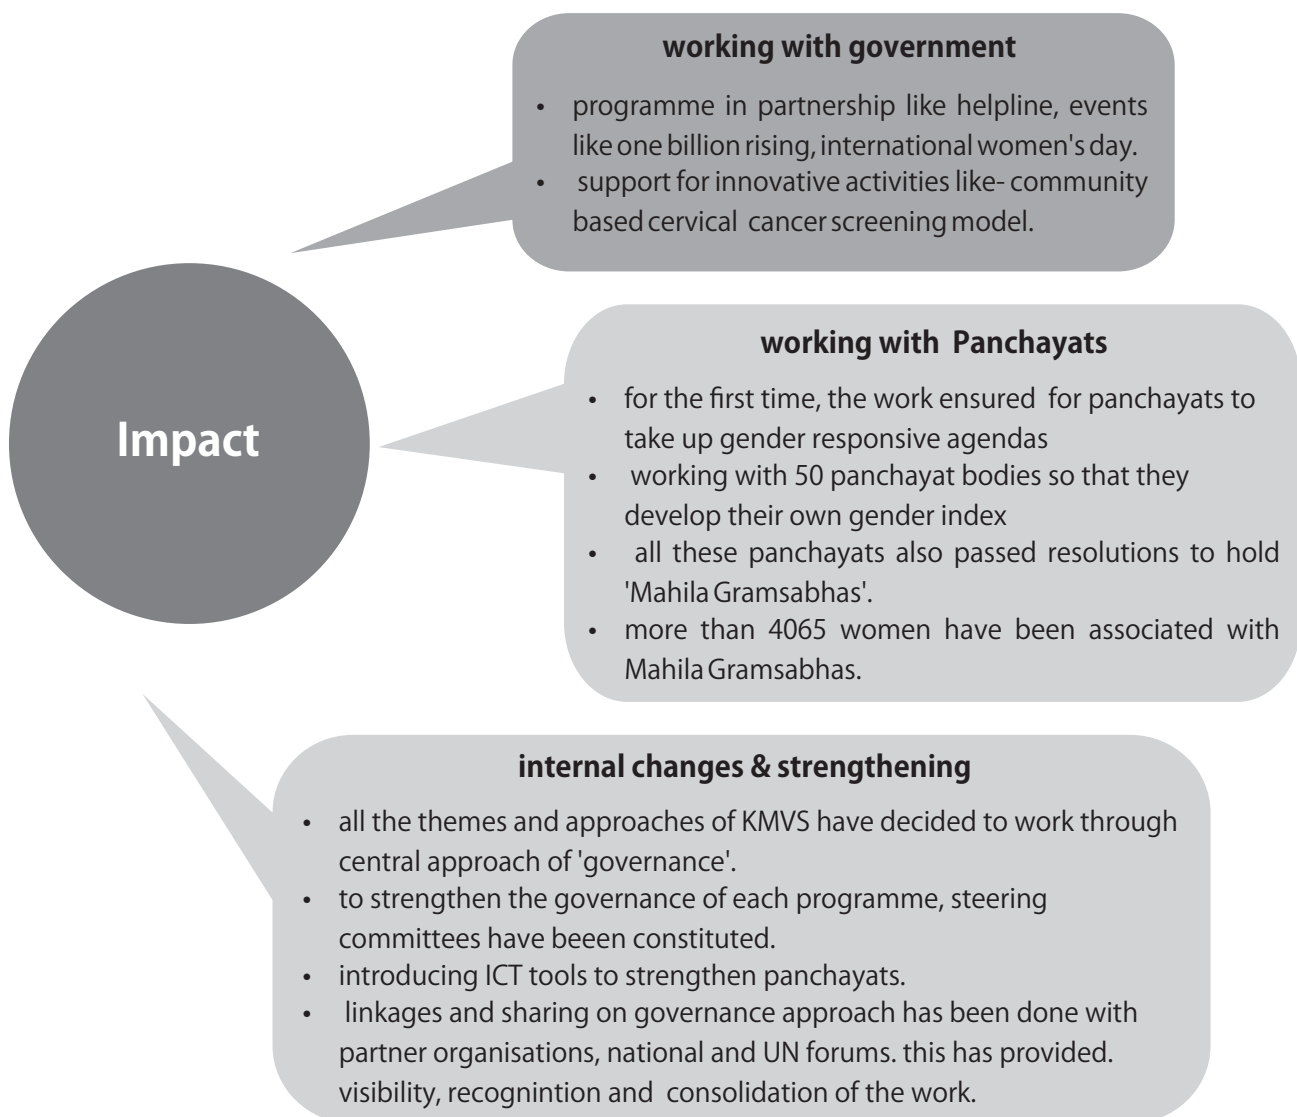 working with government
• programme in partnership like helpline, events
like one billion rising, international women's day.
• support for innovative activities like- community
based cervical cancer screening model.
Impact
working with Panchayats
• for the first time, the work ensured for panchayats to
take up gender responsive agendas
• working with 50 panchayat bodies so that they
develop their own gender index
• all these panchayats also passed resolutions to hold
'Mahila Gramsabhas'.
• more than 4065 women have been associated with
Mahila Gramsabhas.
internal changes & strengthening
• all the themes and approaches of KMVS have decided to work through
central approach of 'governance'.
• to strengthen the governance of each programme, steering
committees have beeen constituted.
• introducing ICT tools to strengthen panchayats.
• linkages and sharing on governance approach has been done with
partner organisations, national and UN forums. this has provided.
visibility, recognintion and consolidation of the work.